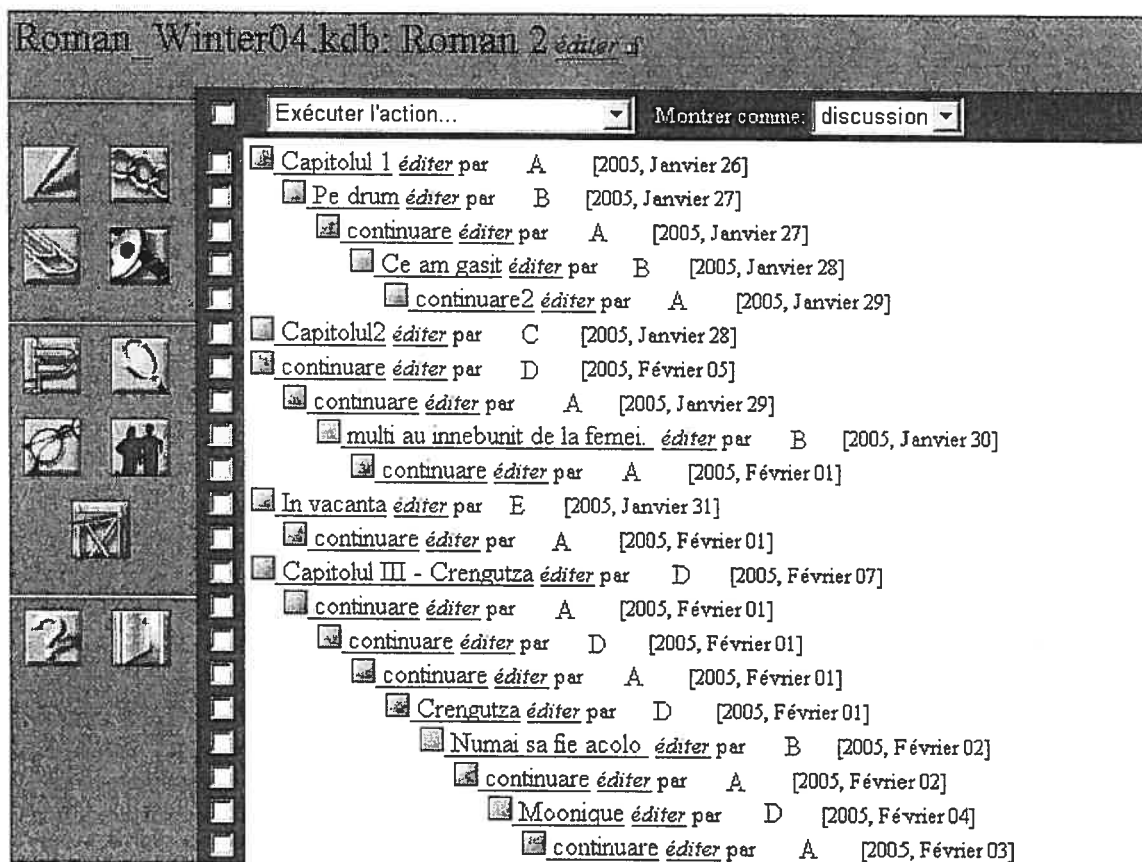 Roman_Winter04.kdb: Roman 2 éditer
Exécuter l'action... Montrer comme: discussion
Capitolul 1 éditer par A [2005, Janvier 26]
Pe drum éditer par B [2005, Janvier 27]
continuare éditer par A [2005, Janvier 27]
Ce am gasit éditer par B [2005, Janvier 28]
continuare2 éditer par A [2005, Janvier 29]
Capitolul2 éditer par C [2005, Janvier 28]
continuare éditer par D [2005, Février 05]
continuare éditer par A [2005, Janvier 29]
multi au innebunit de la femei. éditer par B [2005, Janvier 30]
continuare éditer par A [2005, Février 01]
In vacanta éditer par E [2005, Janvier 31]
continuare éditer par A [2005, Février 01]
Capitolul III - Crengutza éditer par D [2005, Février 07]
continuare éditer par A [2005, Février 01]
continuare éditer par D [2005, Février 01]
continuare éditer par A [2005, Février 01]
Crengutza éditer par D [2005, Février 01]
Numai sa fie acolo éditer par B [2005, Février 02]
continuare éditer par A [2005, Février 02]
Moonique éditer par D [2005, Février 04]
continuare éditer par A [2005, Février 03]